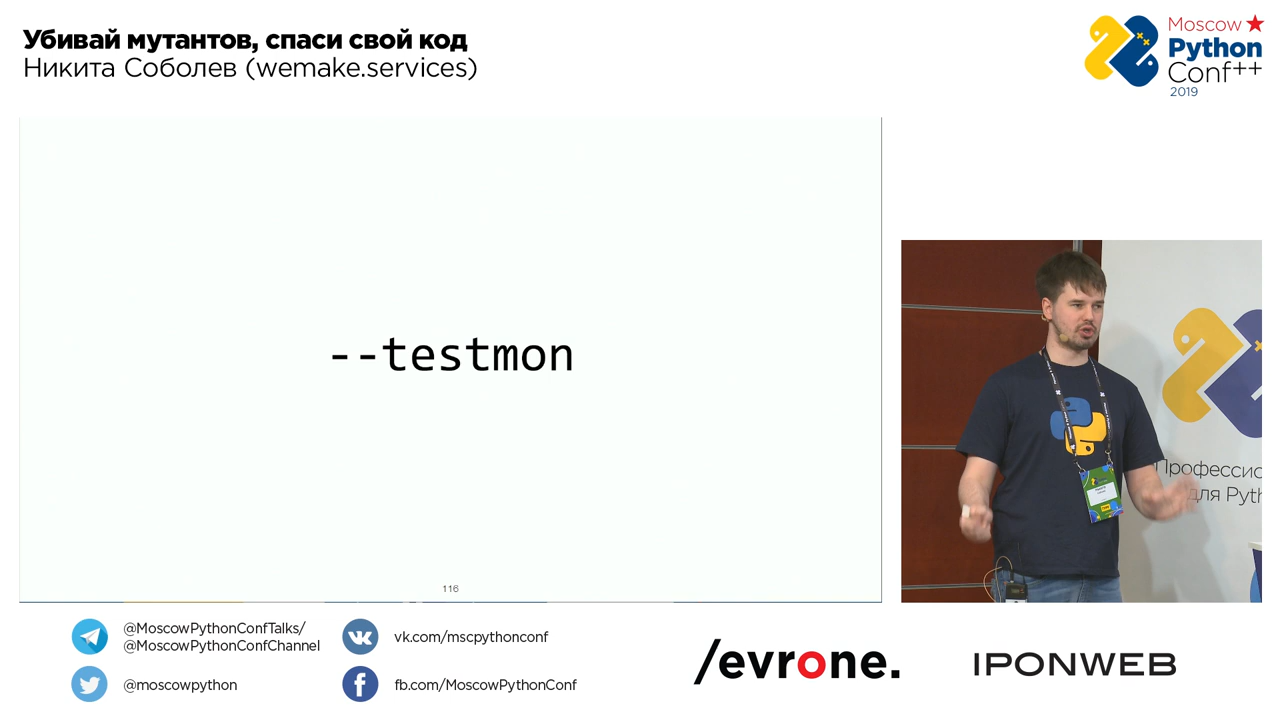 Убивай мутантов, спаси свой код
Никита Соболев (wemake.services)
Moscow
Python
Conf++
2019
--testmon
116
Профессио
для Pyth
@MoscowPythonConfTalks/
@MoscowPythonConfChannel
vk.com/mscpythonconf
@moscowpython
fb.com/MoscowPythonConf
/evrone.
IPONWEB